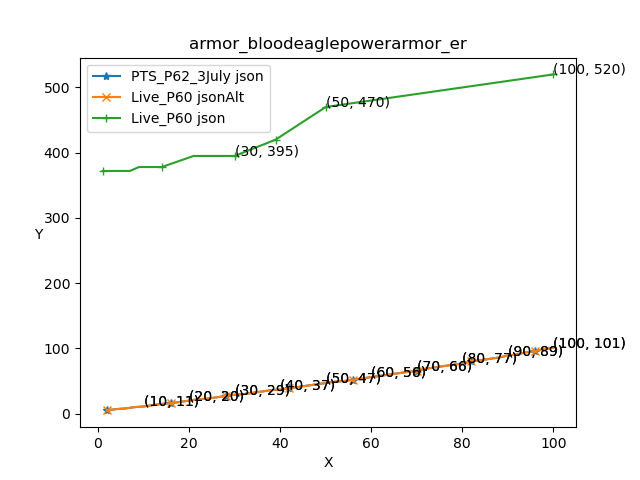 armor_bloodeaglepowerarmor_er
PTS_P62_3July json
Live_P60 jsonAlt
Live_P60 json
(100, 520)
(50, 470)
(30, 395)
(10, 11)
(20, 20)
(30, 29)
(40, 37)
(50, 47)
(60, 56)
(70, 66)
(80, 77)
(90, 89)
(100, 101)
Y
500
400
300
200
100
0
0 20 40 60 80 100
X